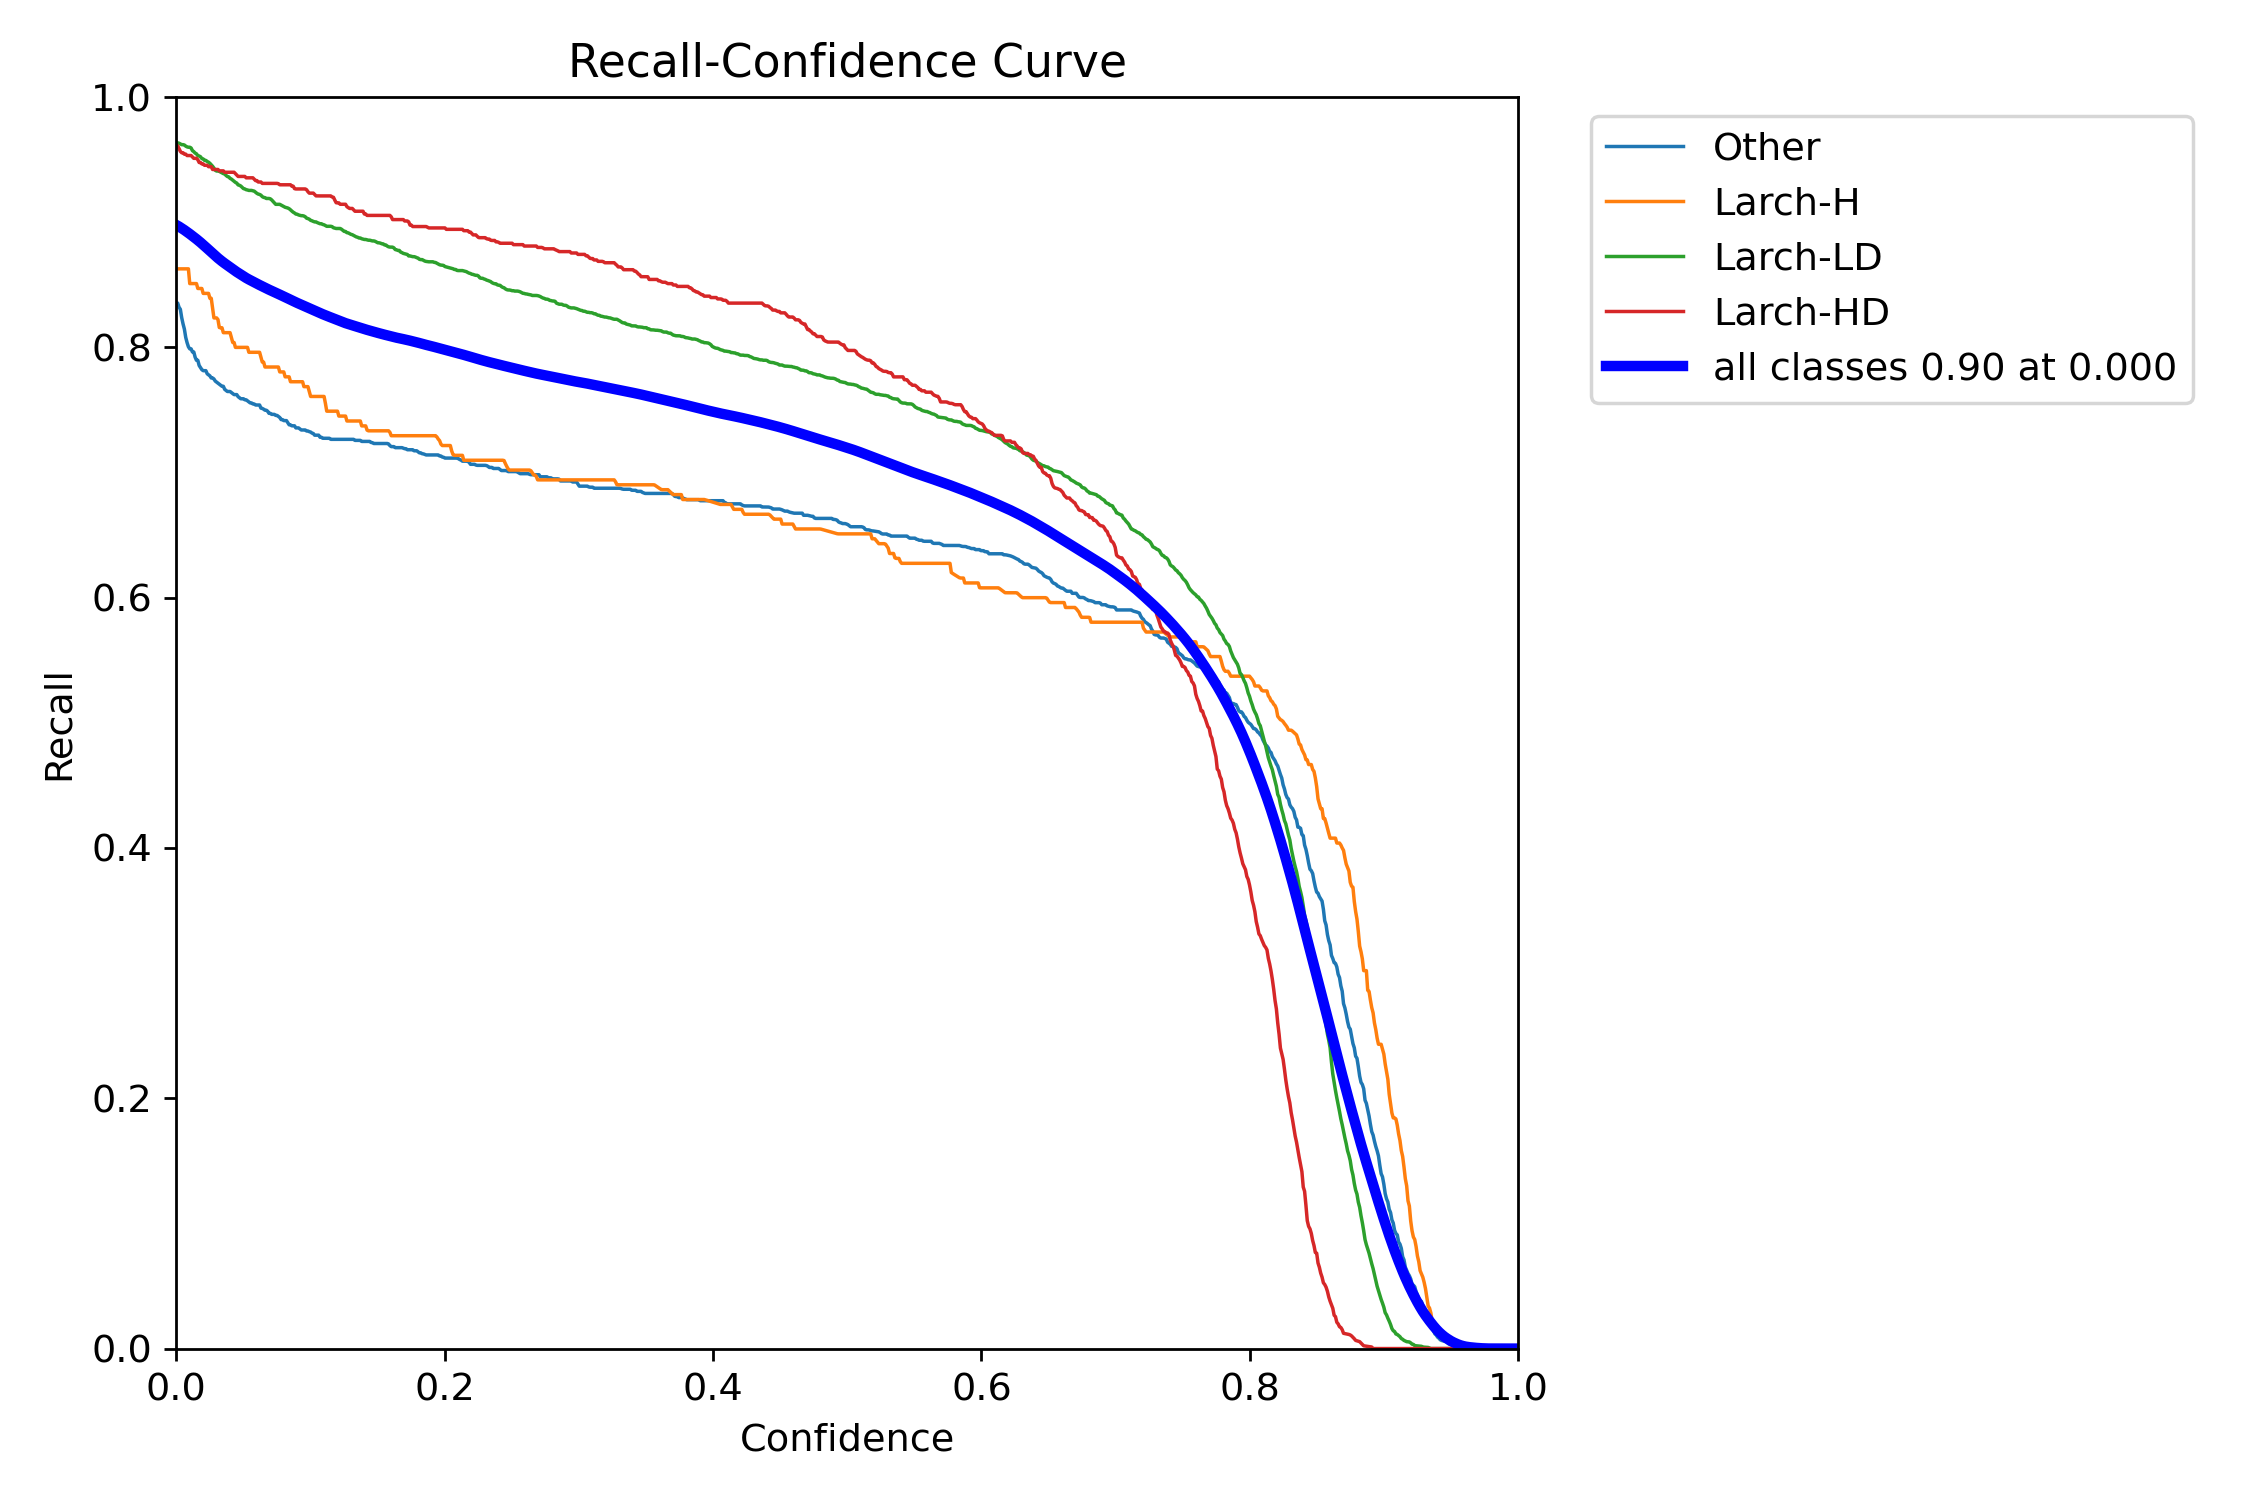 Recall-Confidence Curve
1.0
0.8
0.6
0.4
0.2
0.0
Recall
0.0 0.2 0.4 0.6 0.8 1.0
Confidence
Other
Larch-H
Larch-LD
Larch-HD
all classes 0.90 at 0.000